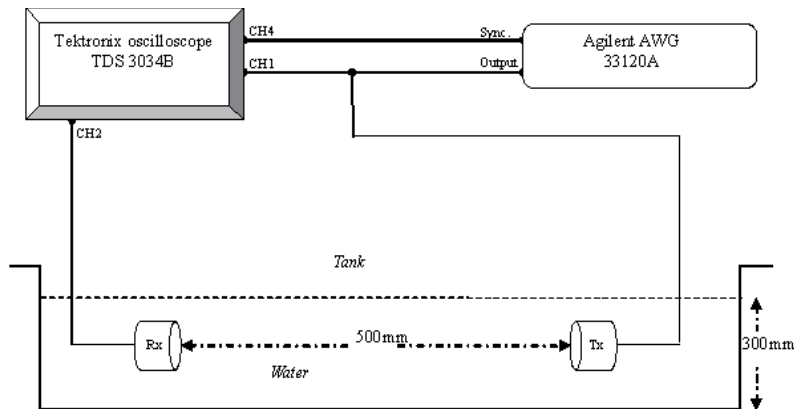 Tektronix oscilloscope
TDS 3034B
CH4
Sync.
Agilent AWG
33120A
CH1
Output
CH2
Tank
Rx
500mm
Tx
300mm
Water